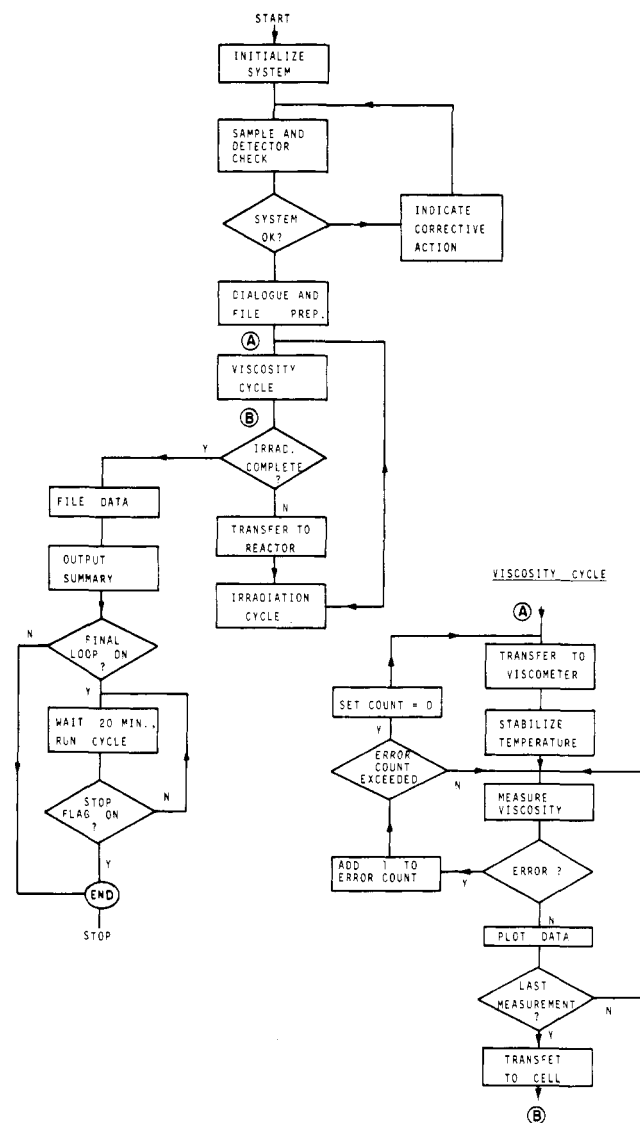 START
INITIALIZE
SYSTEM
SAMPLE AND
DETECTOR
CHECK
SYSTEM
OK?
INDICATE
CORRECTIVE
ACTION
DIALOGUE AND
FILE PREP.
A
VISCOSITY
CYCLE
B
IRRAD.
COMPLETE
?
Y
N
FILE DATA
TRANSFER TO
REACTOR
OUTPUT
SUMMARY
IRRADIATION
CYCLE
FINAL
LOOP ON
?
N
Y
WAIT 20 MIN.,
RUN CYCLE
STOP
FLAG ON
?
N
Y
END
STOP
VISCOSITY CYCLE
A
TRANSFER TO
VISCOMETER
SET COUNT = 0
STABILIZE
TEMPERATURE
Y
ERROR
COUNT
EXCEEDED
N
MEASURE
VISCOSITY
ADD 1 TO
ERROR COUNT
Y
ERROR ?
N
PLOT DATA
LAST
MEASUREMENT
?
N
Y
TRANSFET
TO CELL
B